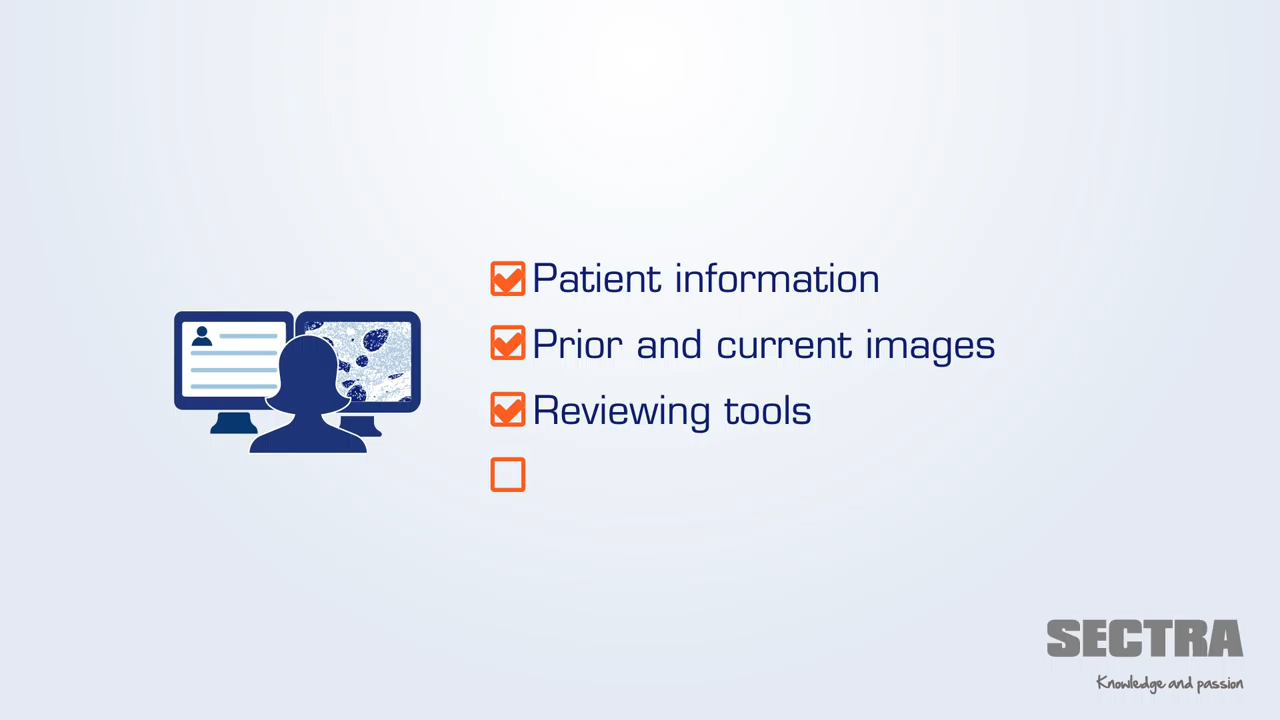 Patient information
Prior and current images
Reviewing tools
SECTRA
Knowledge and passion